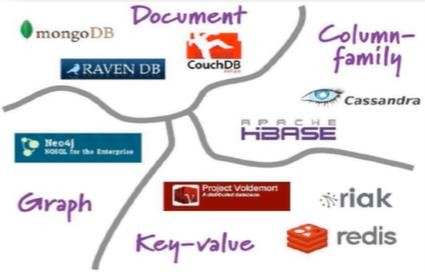 Document
mongoDB
RAVEN DB
CouchDB
Column-
family
Cassandra
APACHE
HBASE
Neo4j
NOSQL for the Enterprise
Graph
Project Voldemort
A distributed database.
Key-value
riak
redis